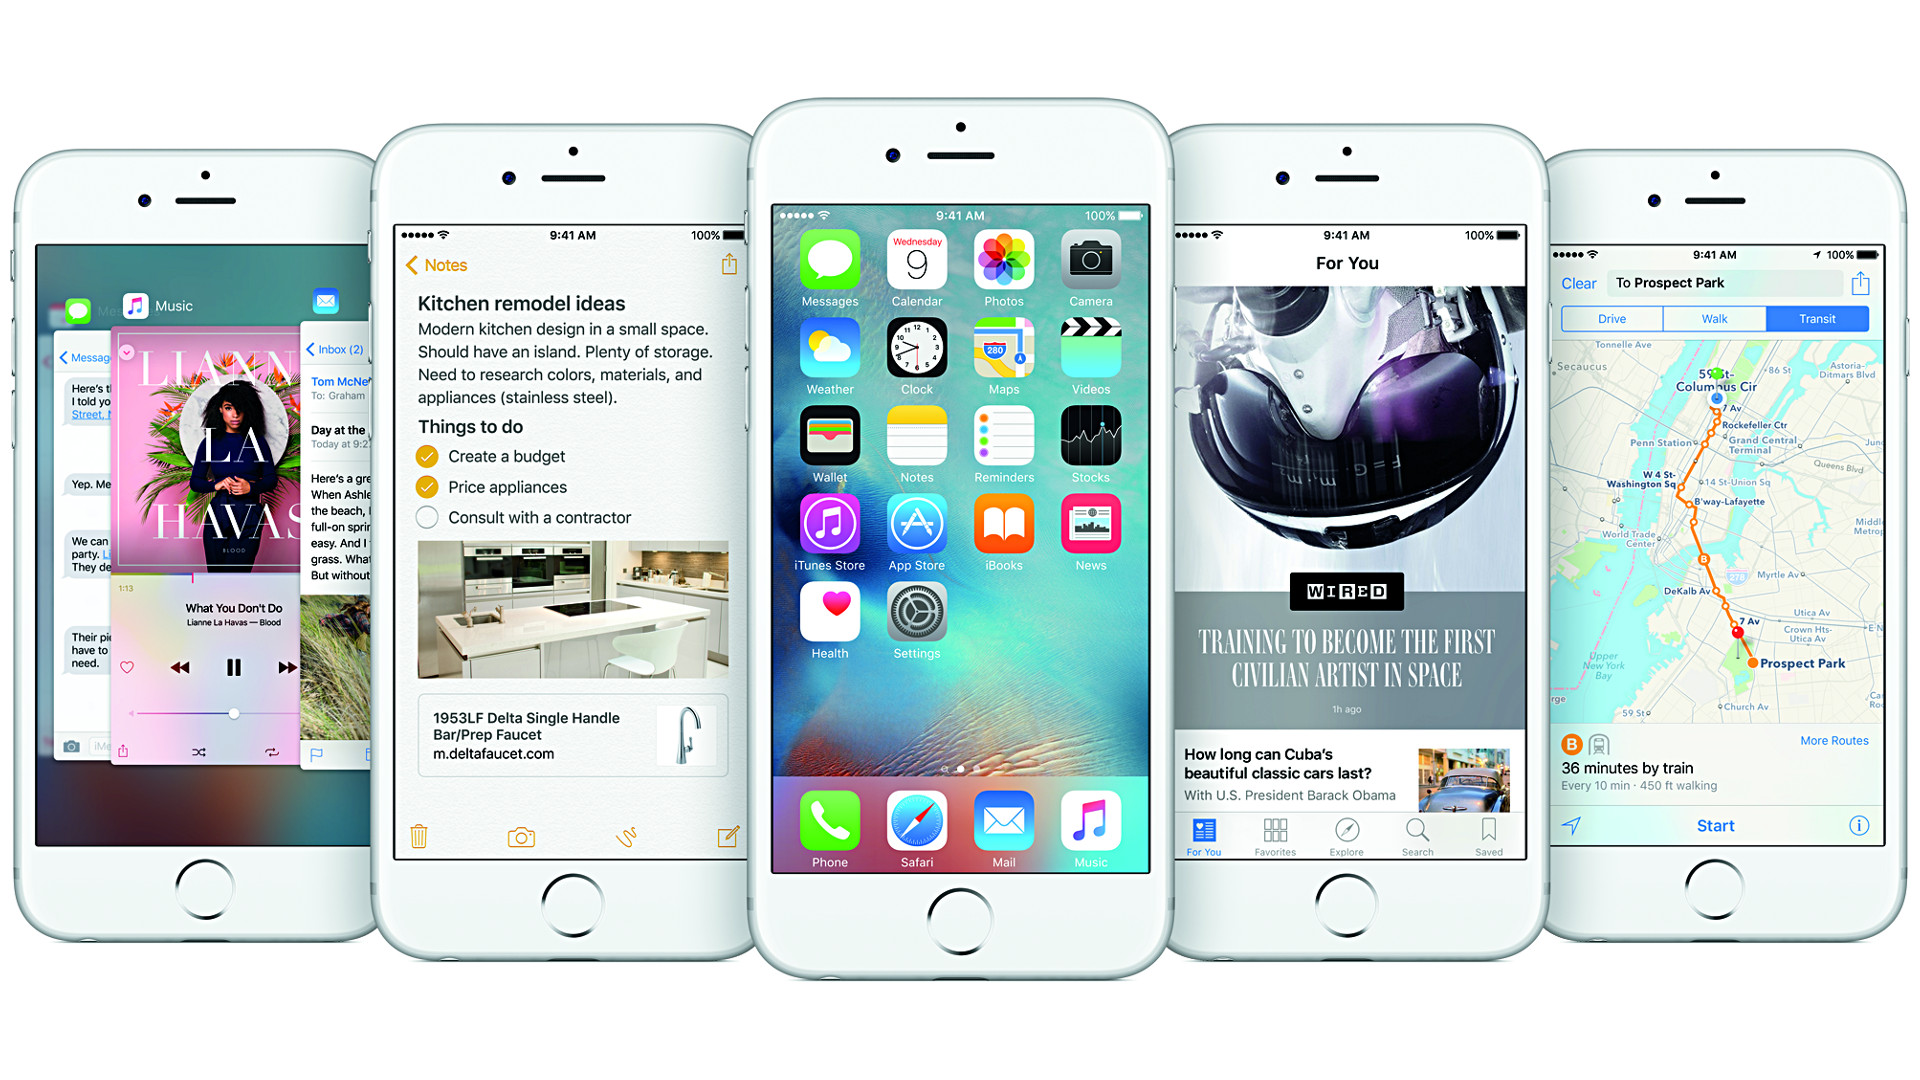 Music
Messag
Here's t
I told yo
Street, N
Yep. Me
We can
party. Li
They de
Their pi
have to
need.
iMe
LIANN
LA
HAVAS
BLOOD
1:13
What You Don't Do
Lianne La Havas — Blood
Inbox (2)
Tom McNe
To: Graham
Day at the
Today at 9:27
Here's a gre
When Ashle
the beach, I
full-on sprin
easy. And I
grass. What
But without
9:41 AM
100%
Notes
Kitchen remodel ideas
Modern kitchen design in a small space.
Should have an island. Plenty of storage.
Need to research colors, materials, and
appliances (stainless steel).
Things to do
Create a budget
Price appliances
Consult with a contractor
1953LF Delta Single Handle
Bar/Prep Faucet
m.deltafaucet.com
9:41 AM
100%
Wednesday
9
Messages
Calendar
Photos
Camera
280
Weather
Clock
Maps
Videos
Wallet
Notes
Reminders
Stocks
iTunes Store
App Store
iBooks
News
Health
Settings
Phone
Safari
Mail
Music
9:41 AM
100%
For You
WIRED
TRAINING TO BECOME THE FIRST
CIVILIAN ARTIST IN SPACE
1h ago
How long can Cuba's
beautiful classic cars last?
With U.S. President Barack Obama
For You
Favorites
Explore
Search
Saved
9:41 AM
100%
Clear
To Prospect Park
Drive
Walk
Transit
Tonnelle Ave
Secaucus
59 St-
Columbus Cir
86 St
Astoria-
Ditmars Blvd
7 Av
Rockefeller Ctr
Penn Station
Grand Central
Terminal
Queens Blvd
W 4 St-
Washington Sq
14 St-Union Sq
B'way-Lafayette
World Trade
Center
Middl
Metrop
B
278
Myrtle Av
DeKalb Av
Utica Av
7 Av
Crown Hts-
Utica Av
Upper
New York
Bay
Prospect Park
59 St
Church Av
B
More Routes
36 minutes by train
Every 10 min · 450 ft walking
Start